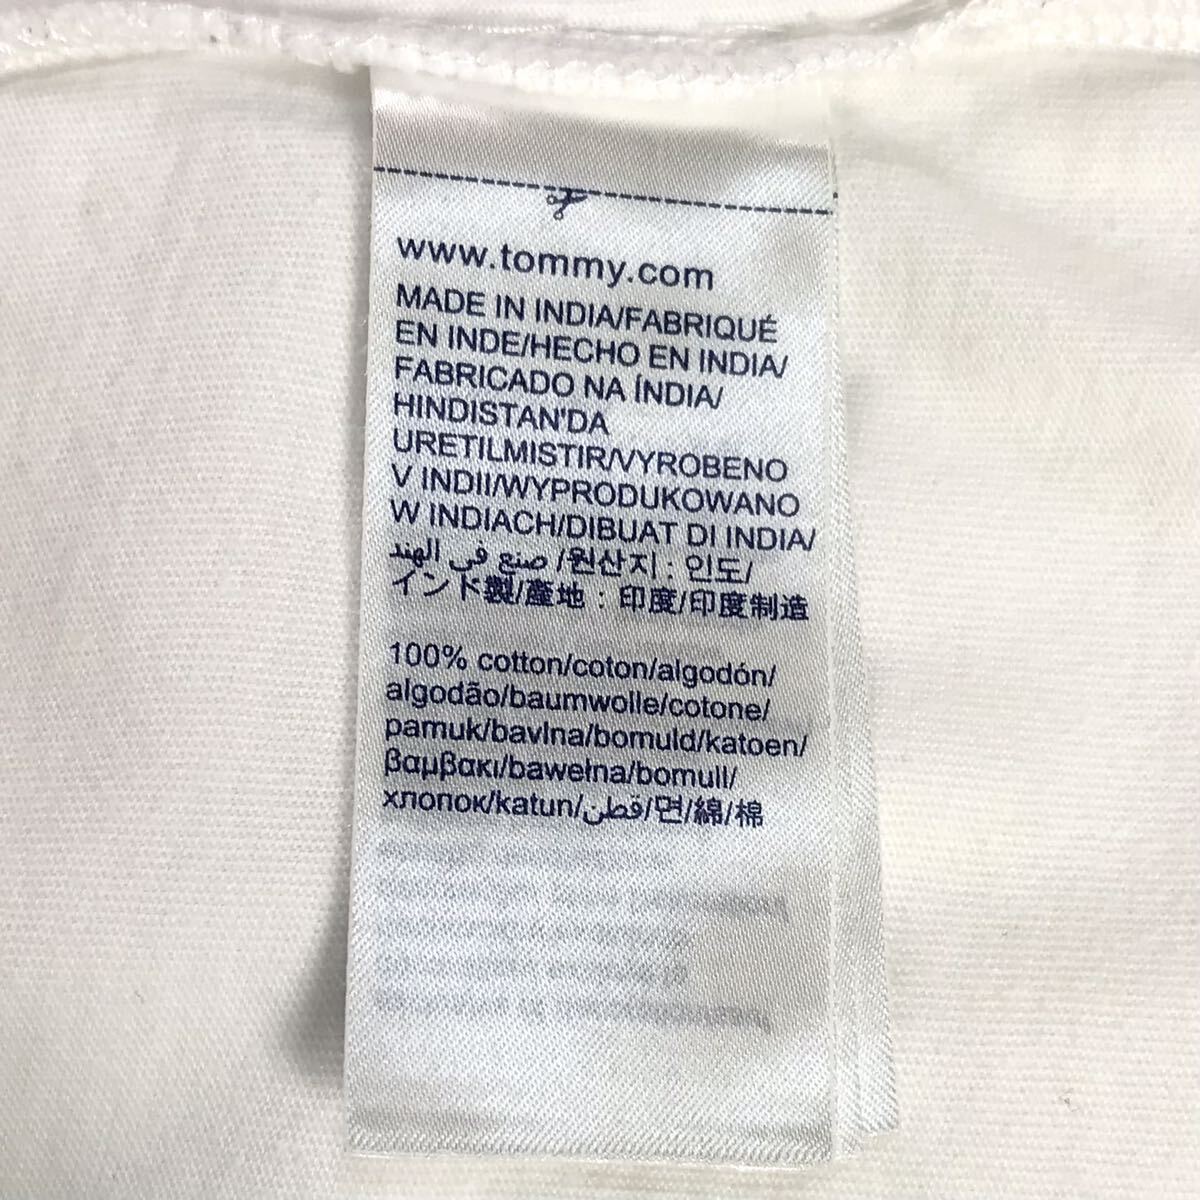 www.tommy.com
MADE IN INDIA/FABRIQUÉ
EN INDE/HECHO EN INDIA/
FABRICADO NA ÍNDIA/
HINDISTAN'DA
URETILMISTIR/VYROBENO
V INDII/WYPRODUKOWANO
W INDIACH/DIBUAT DI INDIA/
صنع في الهند /원산지 : 인도/
インド製/產地 : 印度/印度制造
100% cotton/coton/algodón/
algodão/baumwolle/cotone/
pamuk/bavlna/bomuld/katoen/
βαμβακι/bawełna/bomull/
хлопок/katun/قطن/면/綿/棉